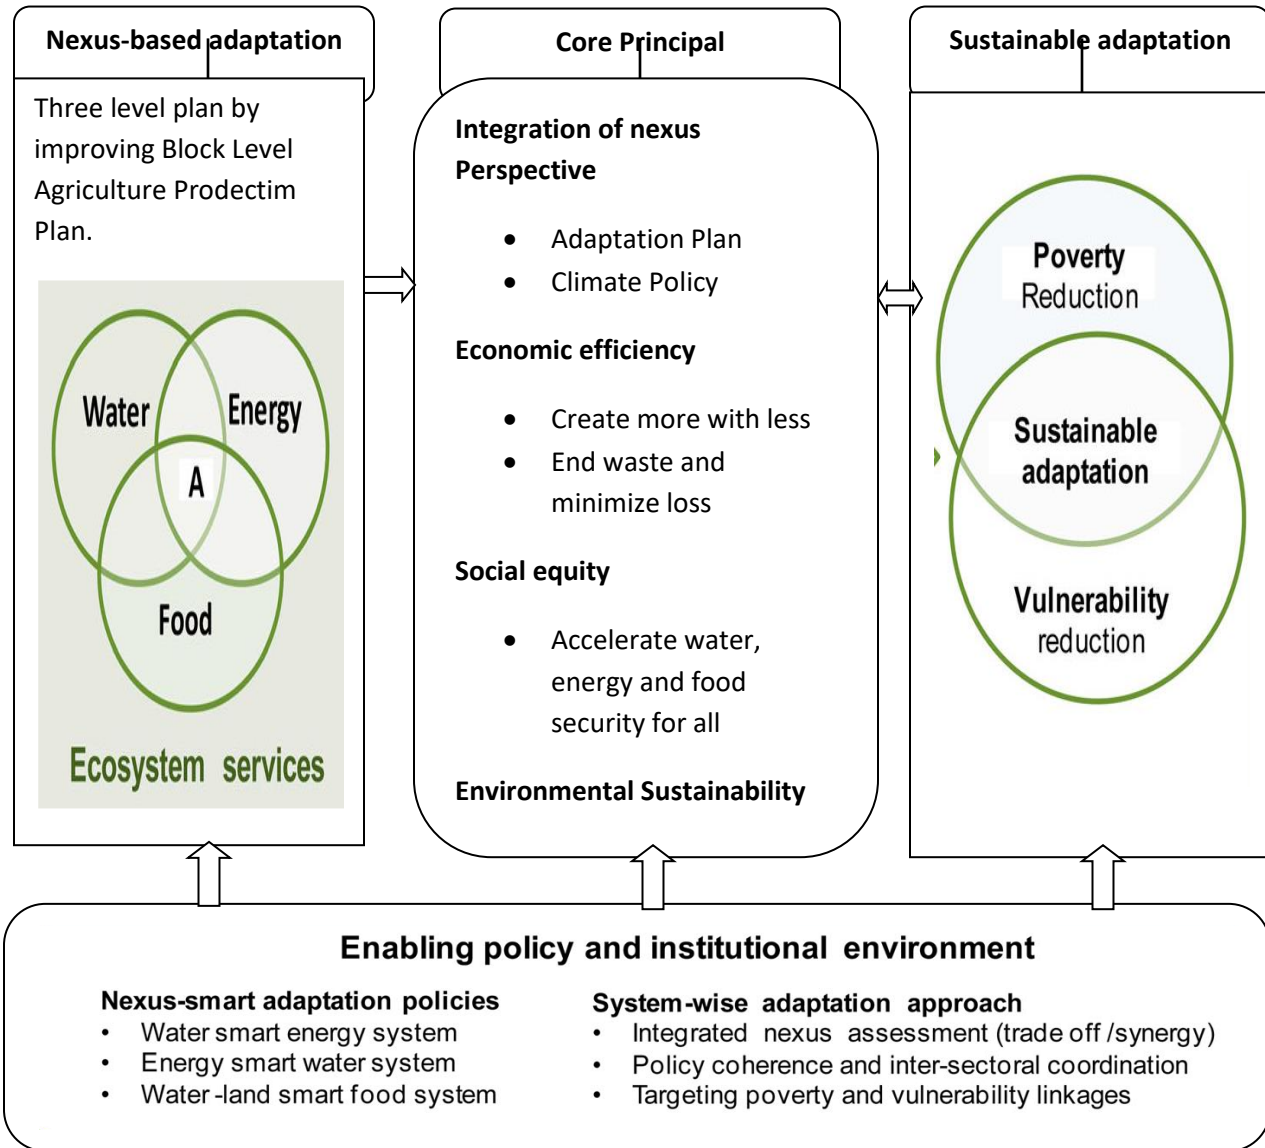 Nexus-based adaptation
Three level plan by
improving Block Level
Agriculture Prodectim
Plan.
Water
Energy
A
Food
Ecosystem services
Core Principal
Integration of nexus
Perspective
• Adaptation Plan
• Climate Policy
Economic efficiency
• Create more with less
• End waste and
minimize loss
Social equity
• Accelerate water,
energy and food
security for all
Environmental Sustainability
Sustainable adaptation
Poverty
Reduction
Sustainable
adaptation
Vulnerability
reduction
Enabling policy and institutional environment
Nexus-smart adaptation policies
• Water smart energy system
• Energy smart water system
• Water-land smart food system
System-wise adaptation approach
• Integrated nexus assessment (trade off /synergy)
• Policy coherence and inter-sectoral coordination
• Targeting poverty and vulnerability linkages